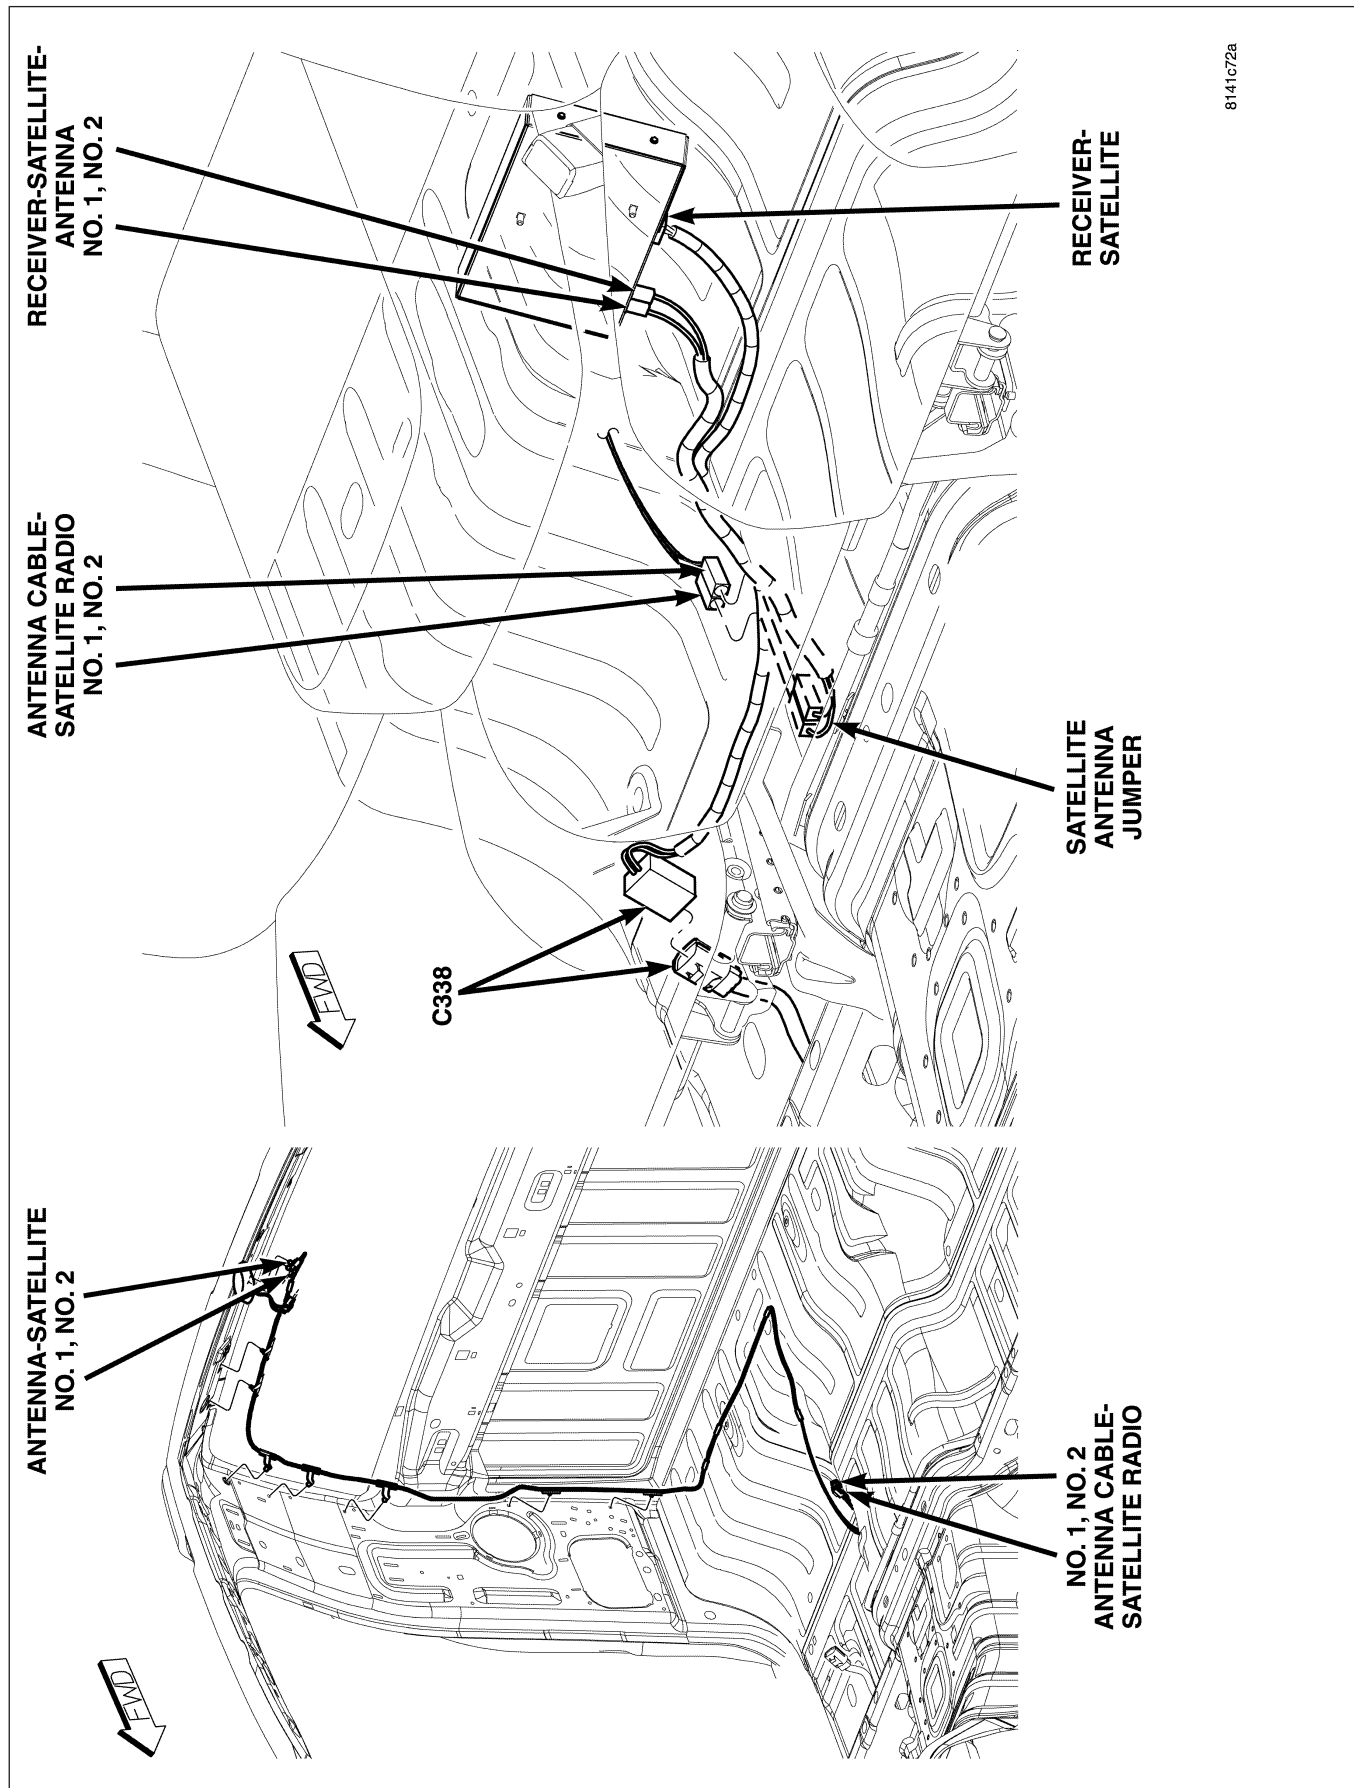 ANTENNA-SATELLITE
NO. 1, NO. 2
FWD
NO. 1, NO. 2
ANTENNA CABLE-
SATELLITE RADIO
ANTENNA CABLE-
SATELLITE RADIO
NO. 1, NO. 2
RECEIVER-SATELLITE-
ANTENNA
NO. 1, NO. 2
FWD
C338
SATELLITE
ANTENNA
JUMPER
RECEIVER-
SATELLITE
8141c72a